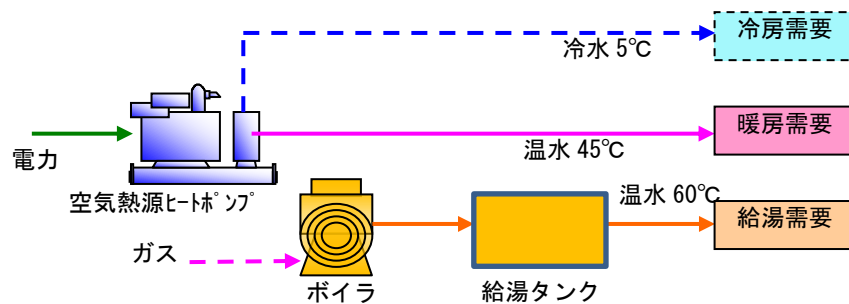 冷房需要
冷水 5℃
暖房需要
電力
温水 45℃
空気熱源ﾋｰﾄﾎﾟﾝﾌﾟ
温水 60℃
給湯需要
ガス
ボイラ
給湯タンク